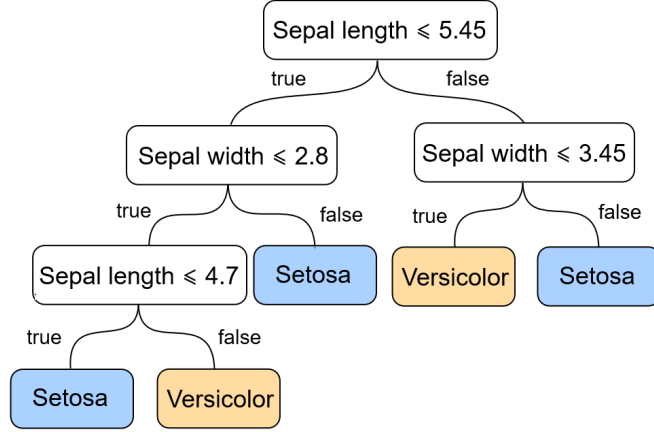 Sepal length ⩽ 5.45
true
false
Sepal width ⩽ 2.8
Sepal width ⩽ 3.45
true
false
true
false
Sepal length ⩽ 4.7
Setosa
Versicolor
Setosa
true
false
Setosa
Versicolor